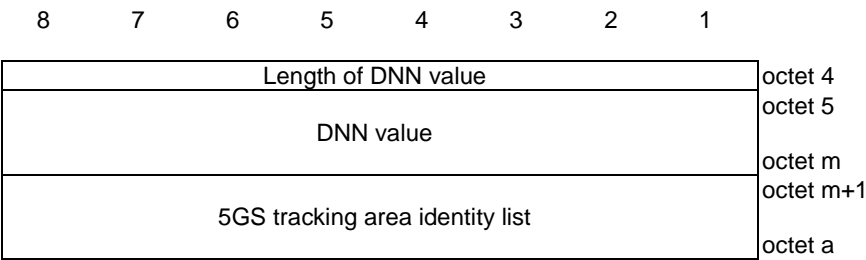 8 7 6 5 4 3 2 1
Length of DNN value octet 4
octet 5
DNN value
octet m
octet m+1
5GS tracking area identity list
octet a